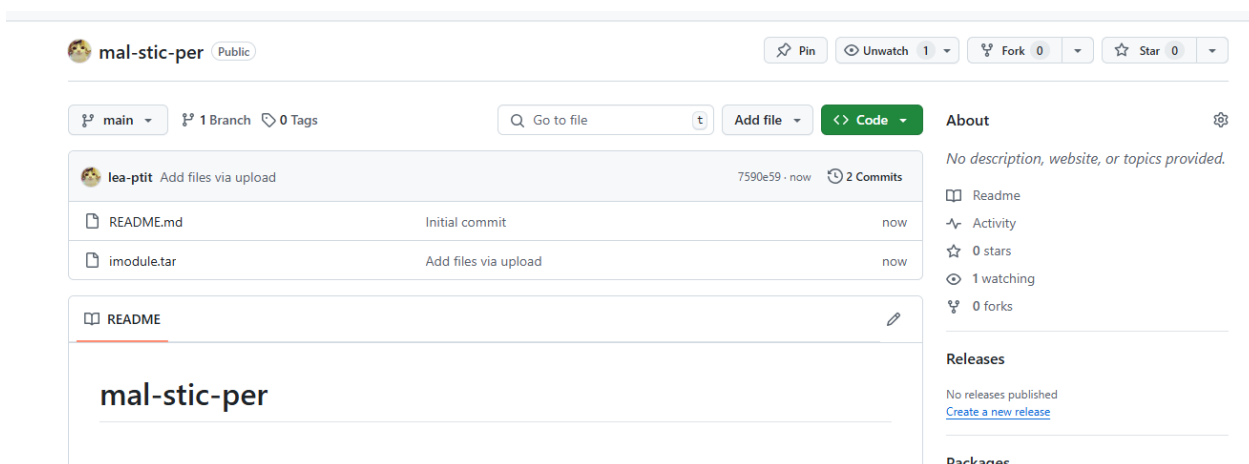 mal-stic-per Public
Pin
Unwatch 1
Fork 0
Star 0
main
1 Branch
0 Tags
Go to file
t
Add file
Code
lea-ptit Add files via upload
7590e59 · now
2 Commits
README.md Initial commit now
imodule.tar Add files via upload now
README
mal-stic-per
About
No description, website, or topics provided.
Readme
Activity
0 stars
1 watching
0 forks
Releases
No releases published
Create a new release
Packages